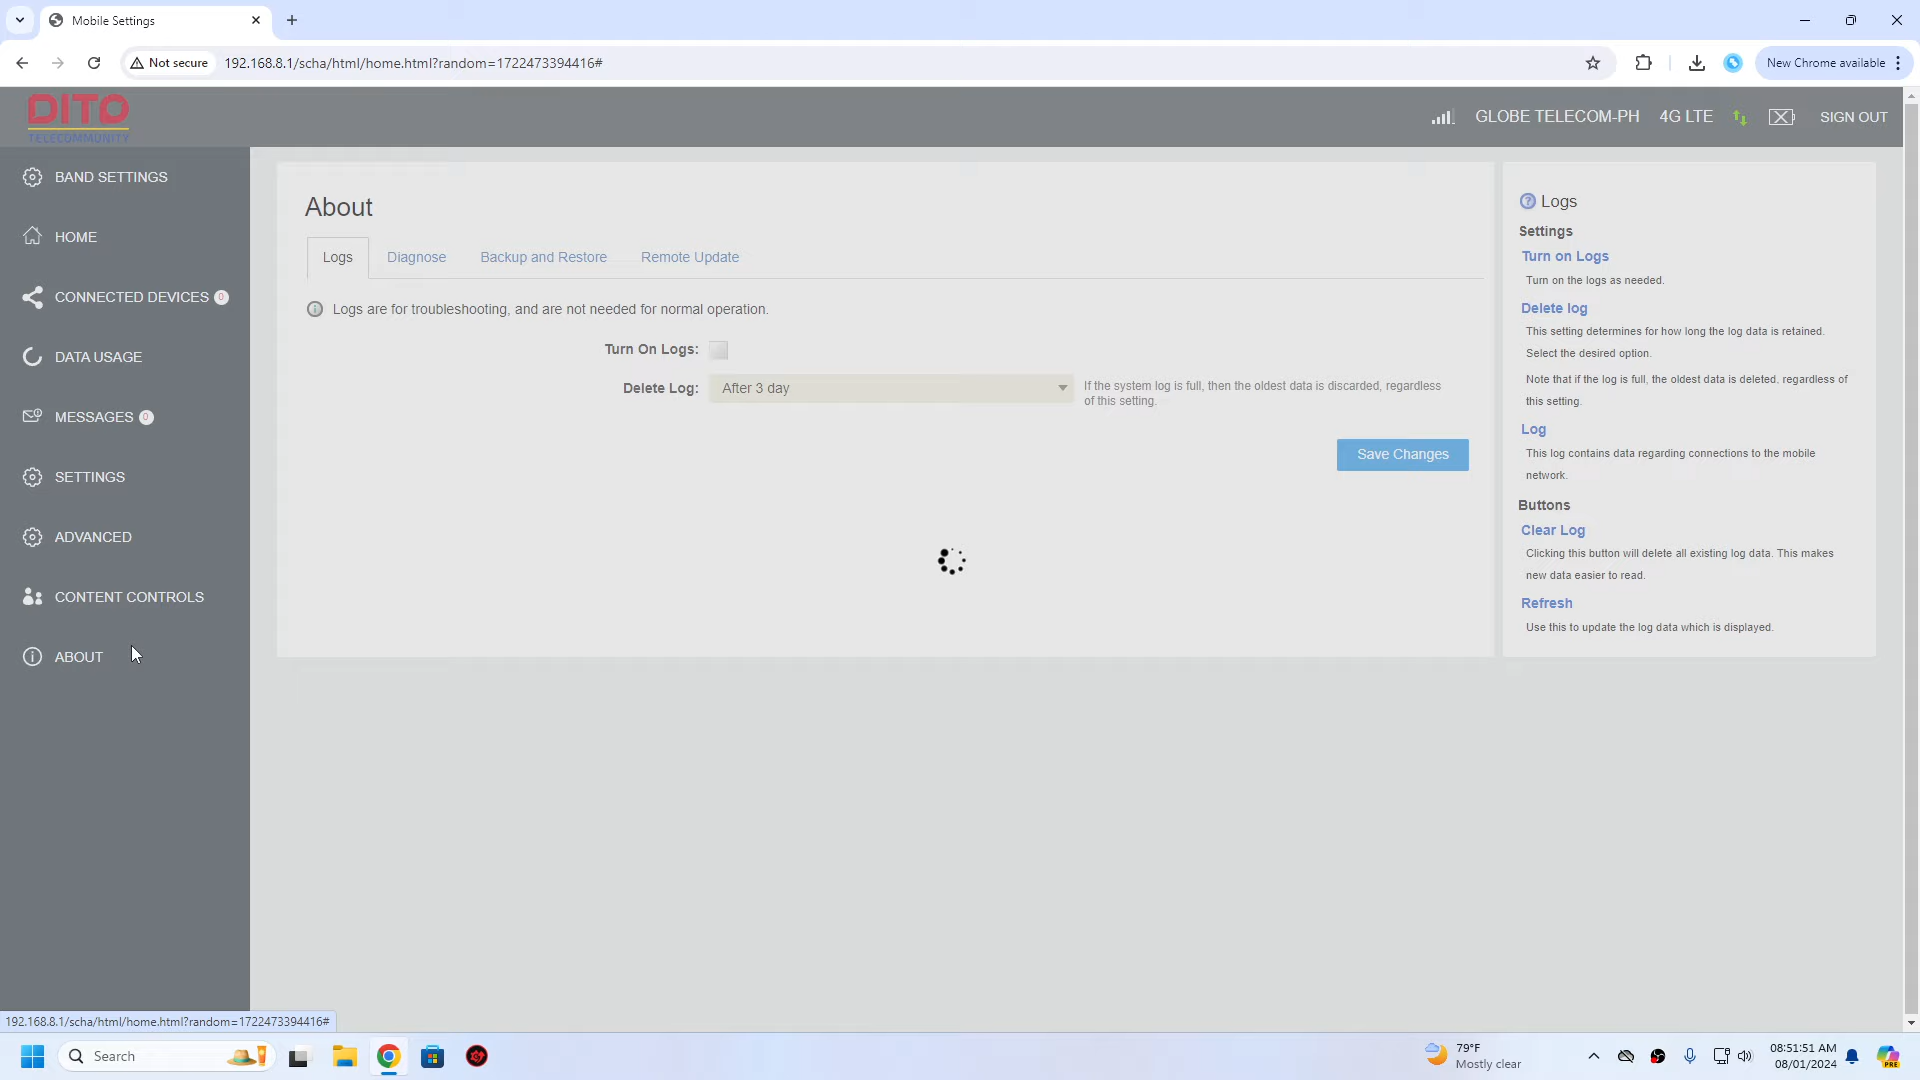 Mobile Settings
Not secure
192.168.8.1/scha/html/home.html?random=1722473394416#
New Chrome available
DITO
TELECOMMUNITY
GLOBE TELECOM-PH
4G LTE
SIGN OUT
BAND SETTINGS
HOME
CONNECTED DEVICES 0
DATA USAGE
MESSAGES 0
SETTINGS
ADVANCED
CONTENT CONTROLS
ABOUT
About
Logs
Diagnose
Backup and Restore
Remote Update
Logs are for troubleshooting, and are not needed for normal operation.
Turn On Logs:
Delete Log:
After 3 day
If the system log is full, then the oldest data is discarded, regardless
of this setting.
Save Changes
Logs
Settings
Turn on Logs
Turn on the logs as needed.
Delete log
This setting determines for how long the log data is retained.
Select the desired option.
Note that if the log is full, the oldest data is deleted, regardless of
this setting.
Log
This log contains data regarding connections to the mobile
network.
Buttons
Clear Log
Clicking this button will delete all existing log data. This makes
new data easier to read.
Refresh
Use this to update the log data which is displayed.
192.168.8.1/scha/html/home.html?random=1722473394416#
Search
79°F
Mostly clear
08:51:51 AM
08/01/2024
PRE